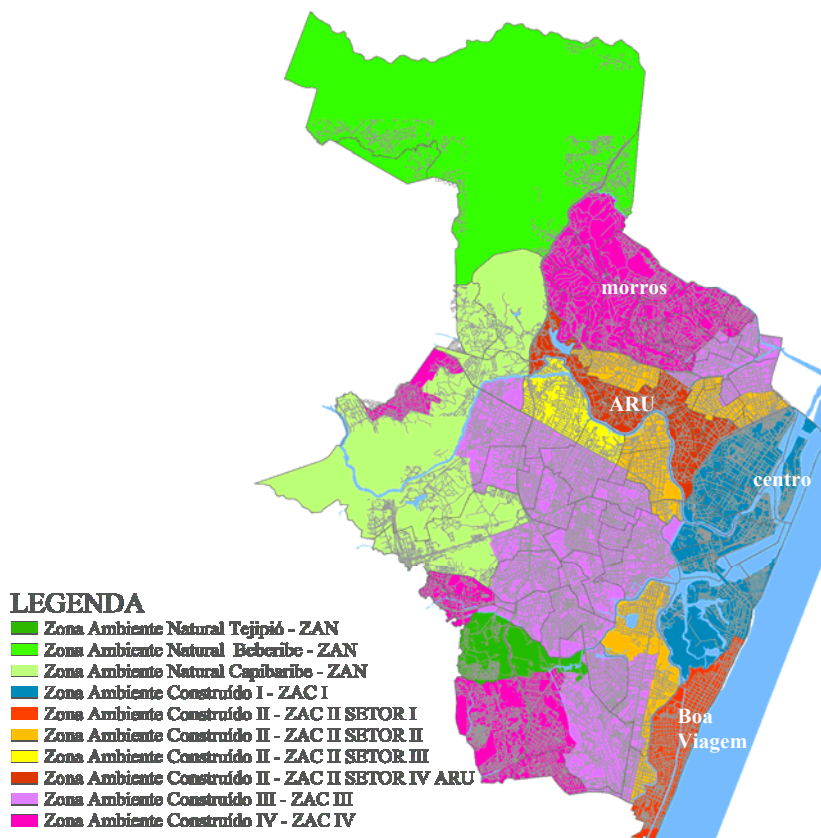 morros
ARU
centro
Boa
Viagem
LEGENDA
Zona Ambiente Natural Tejipió - ZAN
Zona Ambiente Natural Beberibe - ZAN
Zona Ambiente Natural Capibaribe - ZAN
Zona Ambiente Construído I - ZAC I
Zona Ambiente Construído II - ZAC II SETOR I
Zona Ambiente Construído II - ZAC II SETOR II
Zona Ambiente Construído II - ZAC II SETOR III
Zona Ambiente Construído II - ZAC II SETOR IV ARU
Zona Ambiente Construído III - ZAC III
Zona Ambiente Construído IV - ZAC IV